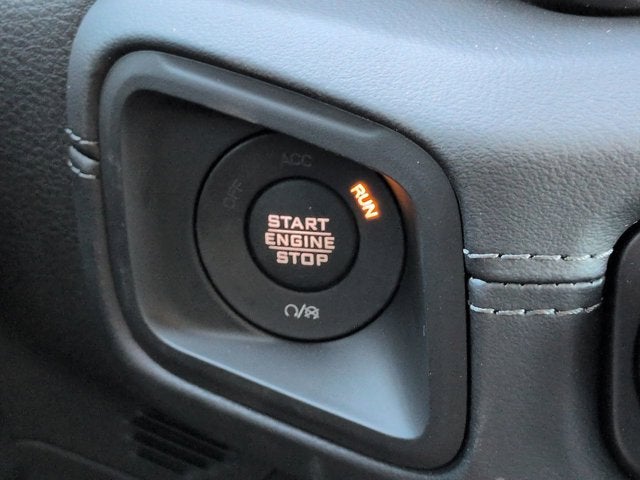 ACC
OFF
RUN
START
ENGINE
STOP